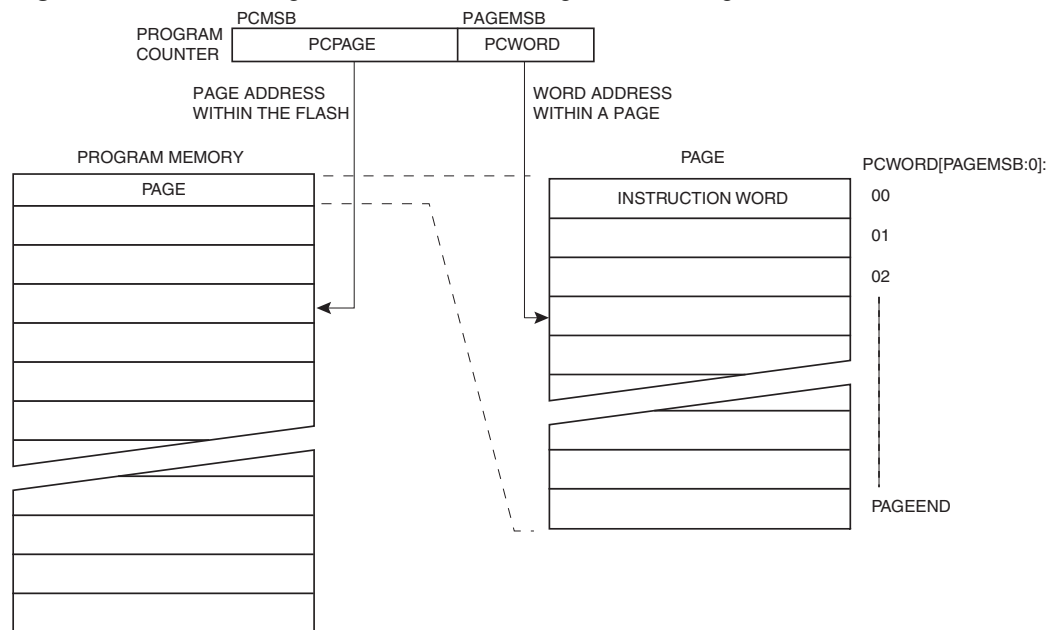 PCMSB
PAGEMSB
PROGRAM
COUNTER
PCPAGE
PCWORD
PAGE ADDRESS
WITHIN THE FLASH
WORD ADDRESS
WITHIN A PAGE
PROGRAM MEMORY
PAGE
PAGE
PCWORD[PAGEMSB:0]:
INSTRUCTION WORD
00
01
02
PAGEEND